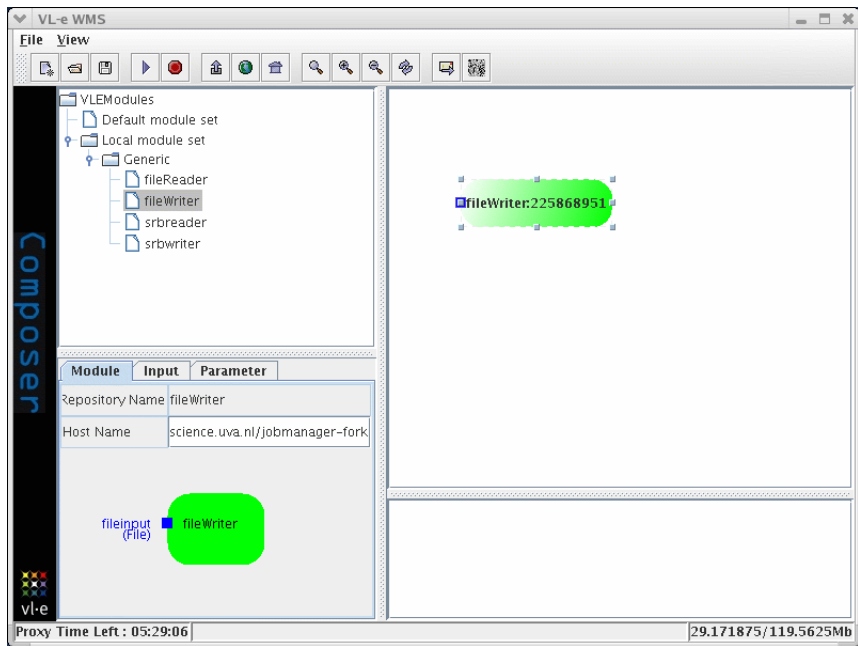 VL-e WMS
File View
VLEModules
Default module set
Local module set
Generic
fileReader
fileWriter
srbreader
srbwriter
Composer
vl·e
Module Input Parameter
Repository Name fileWriter
Host Name science.uva.nl/jobmanager-fork
fileinput
(File)
fileWriter
fileWriter:225868951
Proxy Time Left : 05:29:06
29.171875/119.5625Mb